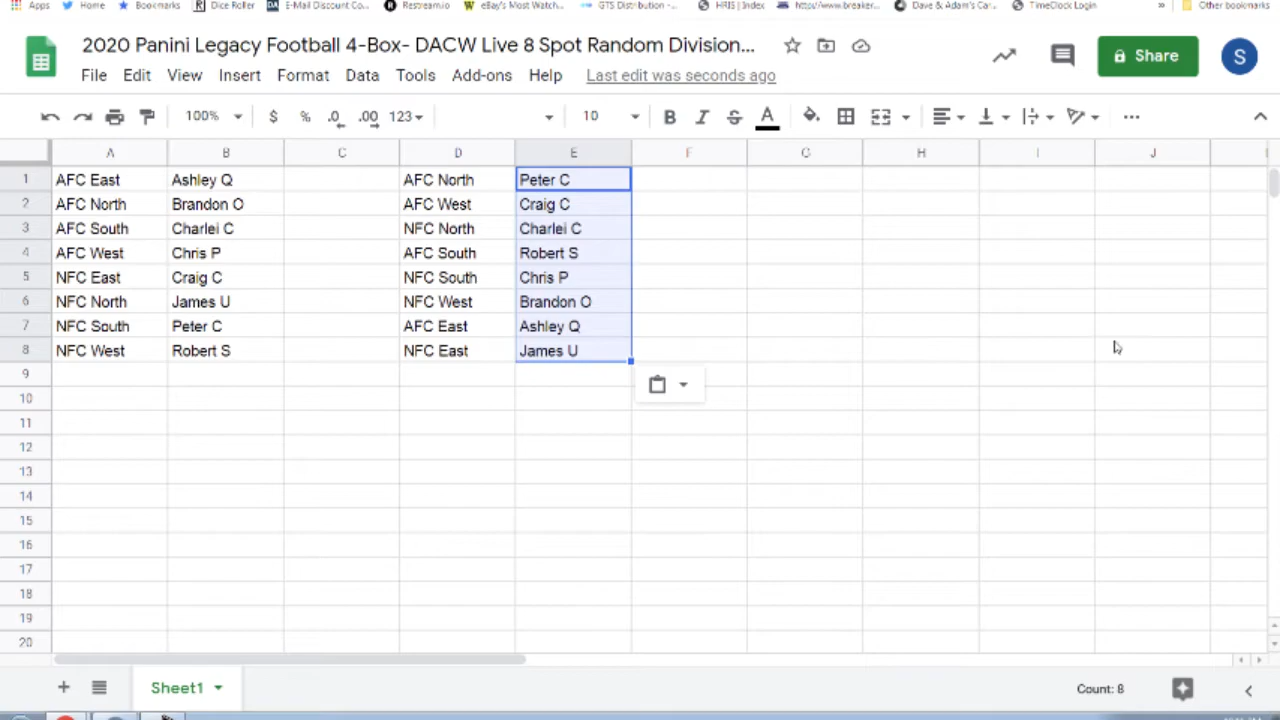 Apps Home Bookmarks Dice Roller DA E-Mail Discount Co... Restream.io eBay's Most Watch... GTS Distribution -... HRIS | Index http://www.breaker... Dave & Adam's Car... TimeClock Login » Other bookmarks
2020 Panini Legacy Football 4-Box- DACW Live 8 Spot Random Division...
Share
S
File Edit View Insert Format Data Tools Add-ons Help Last edit was seconds ago
100% $ % .0 .00 123 10 B I S A ...
A B C D E F G H I J
1 AFC East Ashley Q AFC North Peter C
2 AFC North Brandon O AFC West Craig C
3 AFC South Charlei C NFC North Charlei C
4 AFC West Chris P AFC South Robert S
5 NFC East Craig C NFC South Chris P
6 NFC North James U NFC West Brandon O
7 NFC South Peter C AFC East Ashley Q
8 NFC West Robert S NFC East James U
9
10
11
12
13
14
15
16
17
18
19
20
+ Sheet1 Count: 8